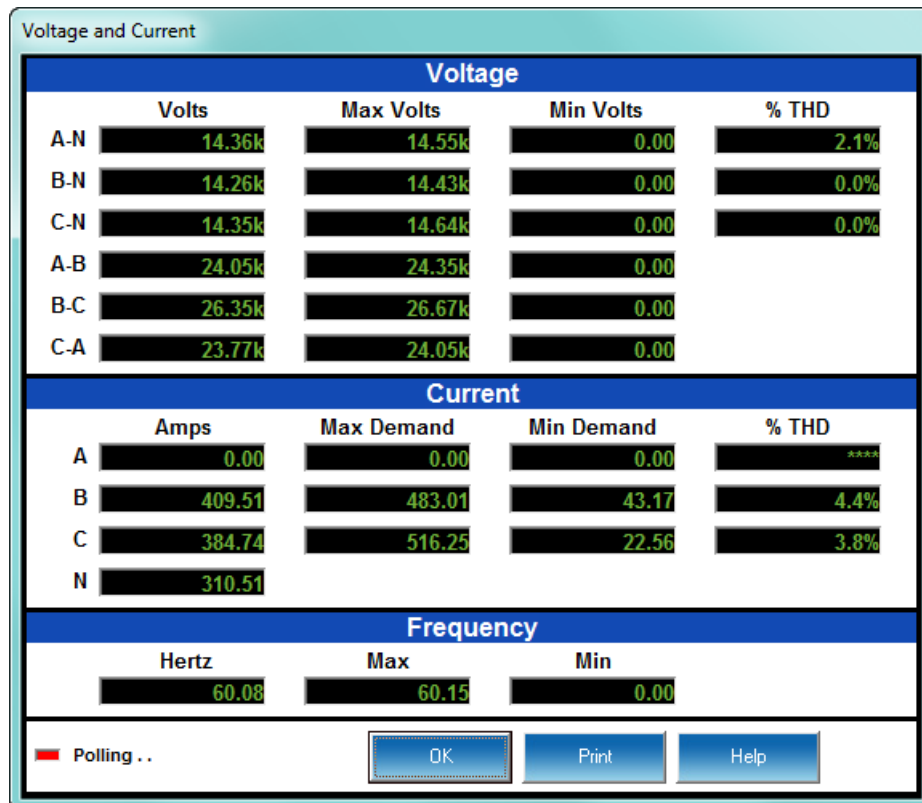 Voltage and Current
Voltage
Volts Max Volts Min Volts % THD
A-N 14.36k 14.55k 0.00 2.1%
B-N 14.26k 14.43k 0.00 0.0%
C-N 14.35k 14.64k 0.00 0.0%
A-B 24.05k 24.35k 0.00
B-C 26.35k 26.67k 0.00
C-A 23.77k 24.05k 0.00
Current
Amps Max Demand Min Demand % THD
A 0.00 0.00 0.00 ****
B 409.51 483.01 43.17 4.4%
C 384.74 516.25 22.56 3.8%
N 310.51
Frequency
Hertz Max Min
60.08 60.15 0.00
Polling . . OK Print Help